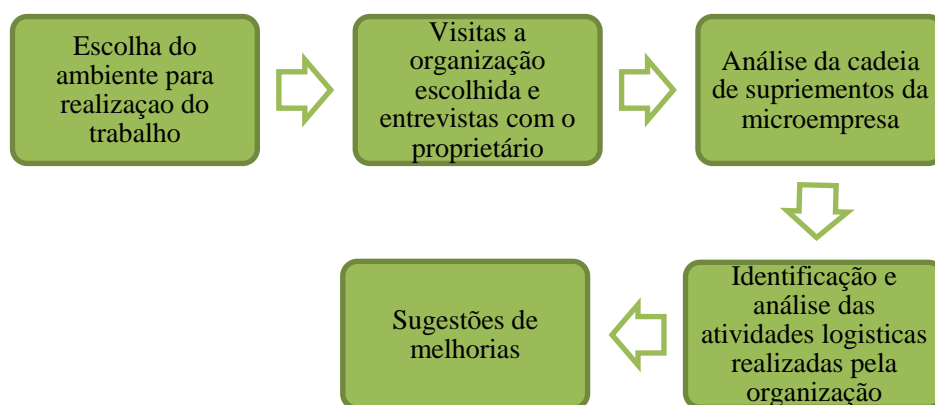 Escolha do
ambiente para
realizaçao do
trabalho
Visitas a
organização
escolhida e
entrevistas com o
proprietário
Análise da cadeia
de supriementos da
microempresa
Identificação e
análise das
atividades logisticas
realizadas pela
organização
Sugestões de
melhorias